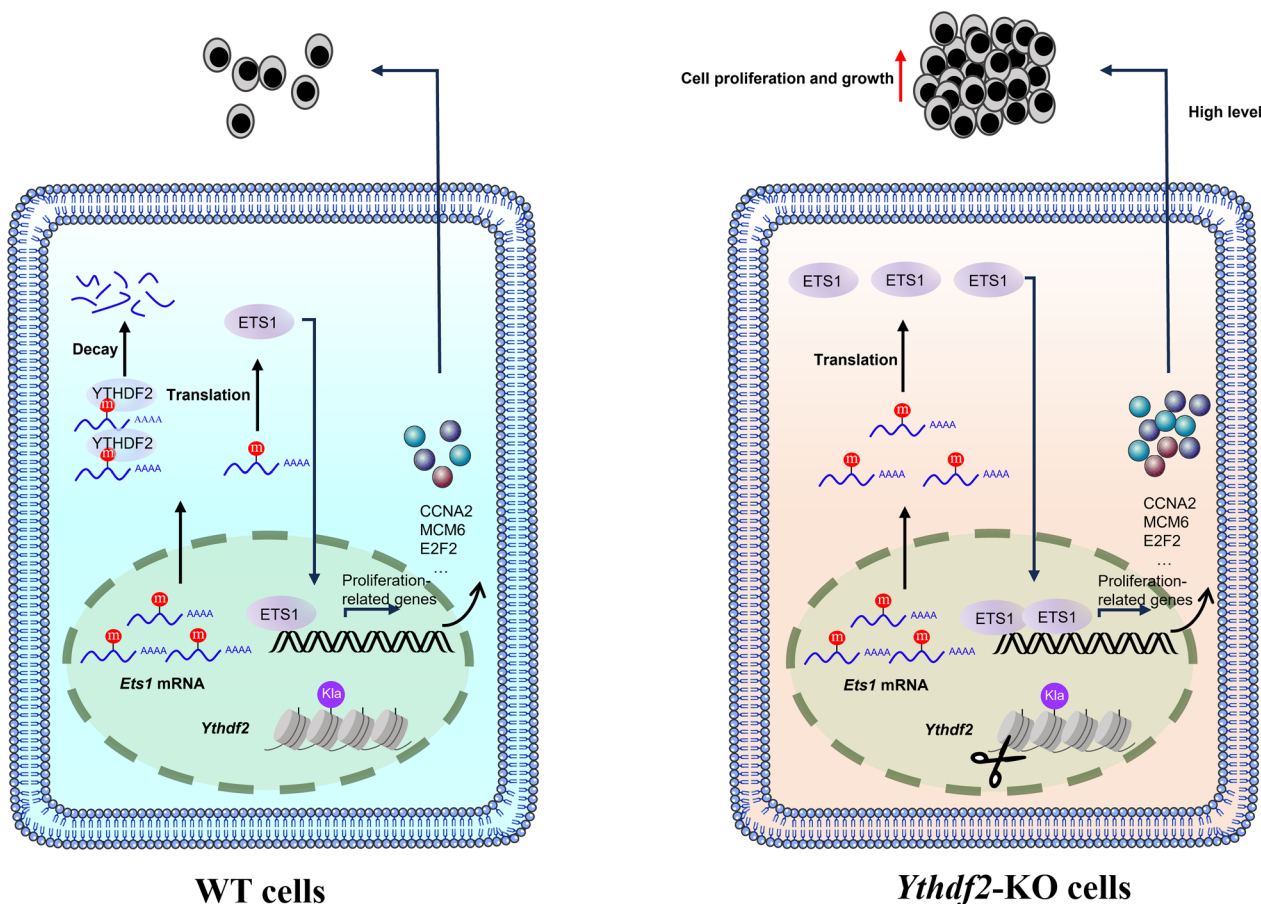 Cell proliferation and growth
High level
ETS1
Decay
YTHDF2
m
AAAA
YTHDF2
m
AAAA
Translation
m
AAAA
CCNA2
MCM6
E2F2
...
Proliferation-
related genes
ETS1
m
AAAA
m
AAAA
m
AAAA
Ets1 mRNA
Kla
Ythdf2
WT cells
ETS1
ETS1
ETS1
Translation
m
AAAA
m
AAAA
m
AAAA
CCNA2
MCM6
E2F2
...
Proliferation-
related genes
ETS1
ETS1
m
AAAA
m
AAAA
m
AAAA
Ets1 mRNA
Kla
Ythdf2
Ythdf2-KO cells